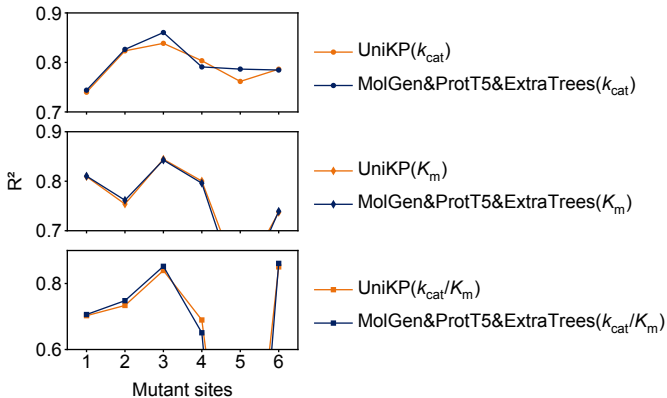 0.9
0.8
0.7
UniKP(kcat)
MolGen&ProtT5&ExtraTrees(kcat)
R²
0.9
0.8
0.7
UniKP(Km)
MolGen&ProtT5&ExtraTrees(Km)
0.8
0.6
UniKP(kcat/Km)
MolGen&ProtT5&ExtraTrees(kcat/Km)
1 2 3 4 5 6
Mutant sites